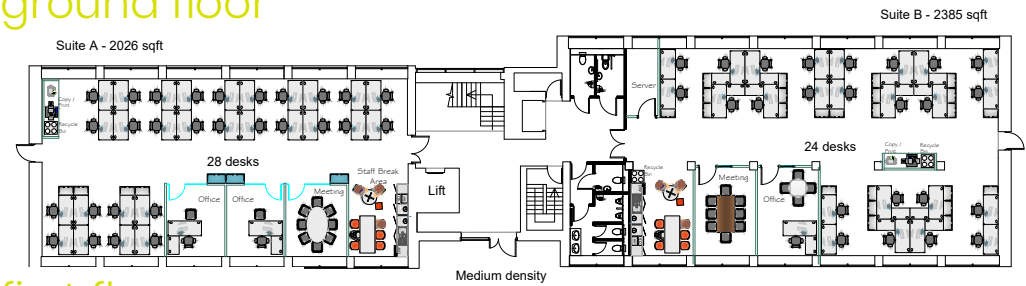 ground floor
Suite B - 2385 sqft
Suite A - 2026 sqft
Copy /
Print
Recycle
Bin
28 desks
Office
Office
Meeting
Staff Break
Area
Lift
Server
Recycle
Bin
Meeting
Office
24 desks
Copy /
Print
Recycle
Bin
Medium density